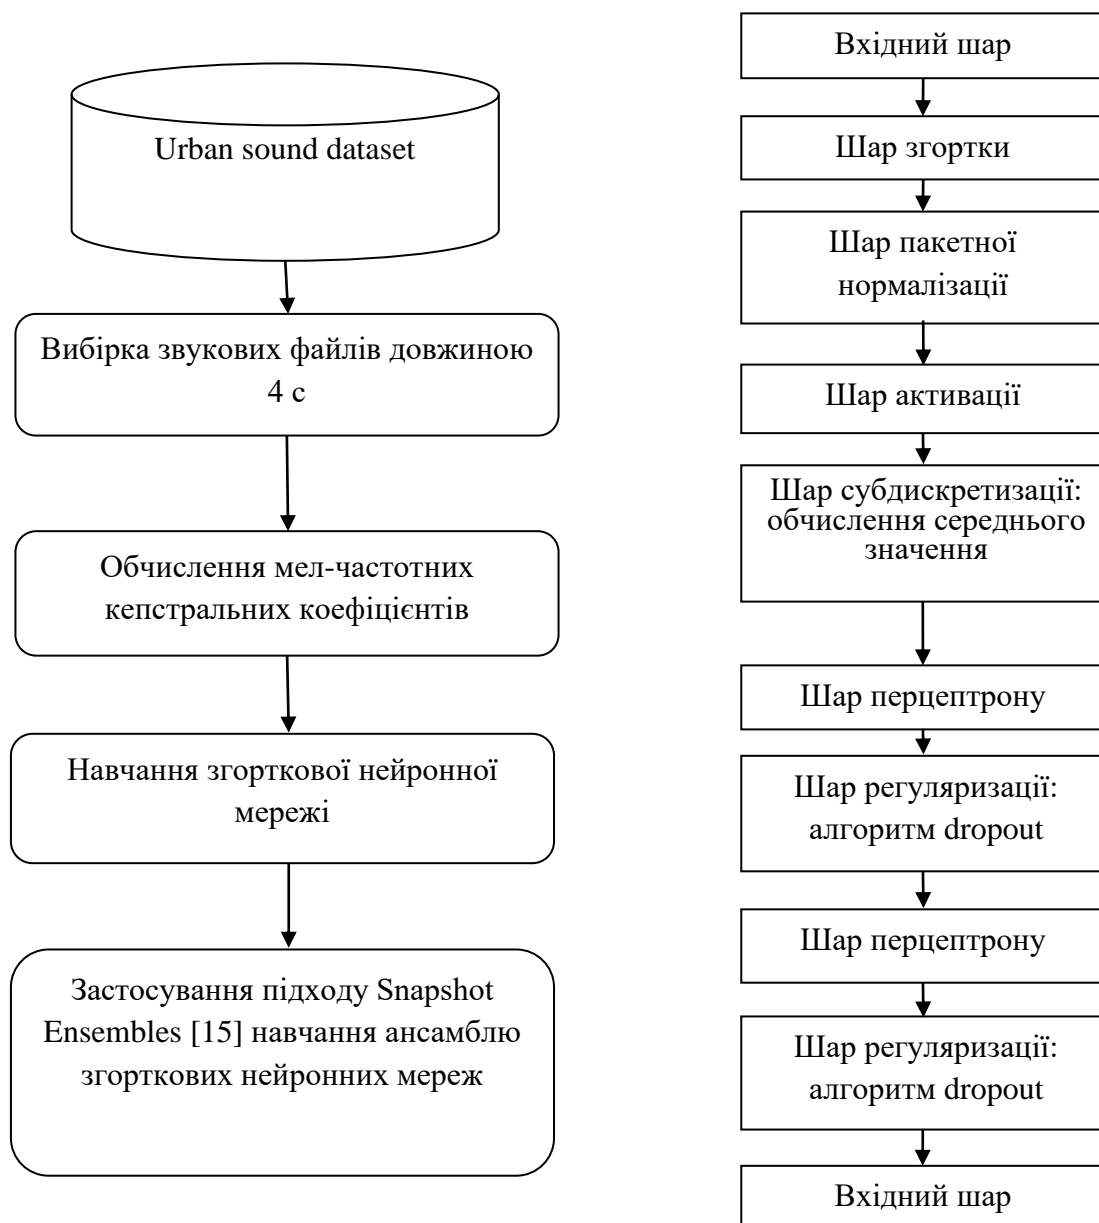 Urban sound dataset
Вибірка звукових файлів довжиною
4 с
Обчислення мел-частотних
кепстральних коефіцієнтів
Навчання згорткової нейронної
мережі
Застосування підходу Snapshot
Ensembles [15] навчання ансамблю
згорткових нейронних мереж
Вхідний шар
Шар згортки
Шар пакетної
нормалізації
Шар активації
Шар субдискретизації:
обчислення середнього
значення
Шар перцептрону
Шар регуляризації:
алгоритм dropout
Шар перцептрону
Шар регуляризації:
алгоритм dropout
Вхідний шар